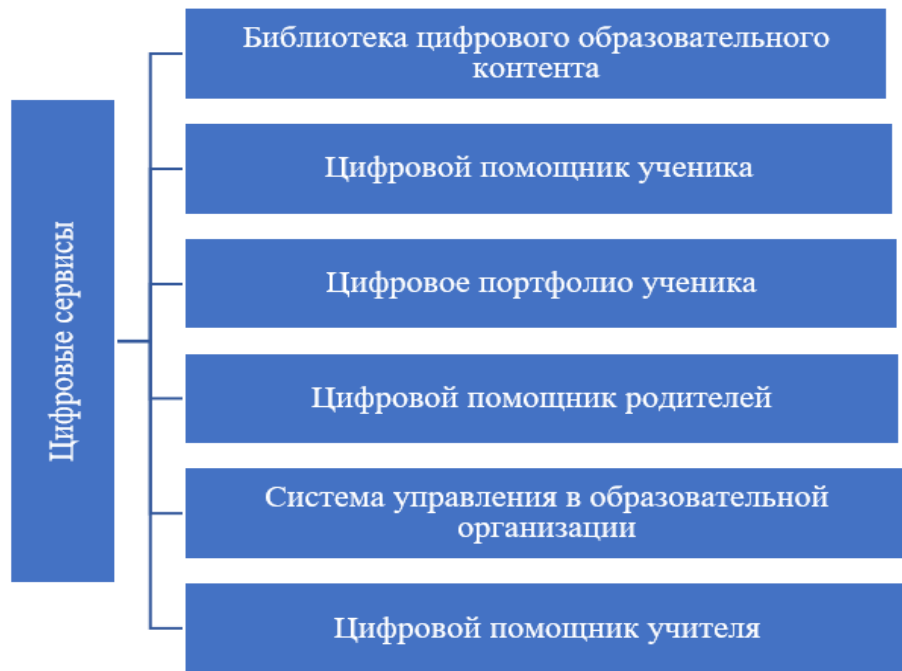 Цифровые сервисы
Библиотека цифрового образовательного
контента
Цифровой помощник ученика
Цифровое портфолио ученика
Цифровой помощник родителей
Система управления в образовательной
организации
Цифровой помощник учителя